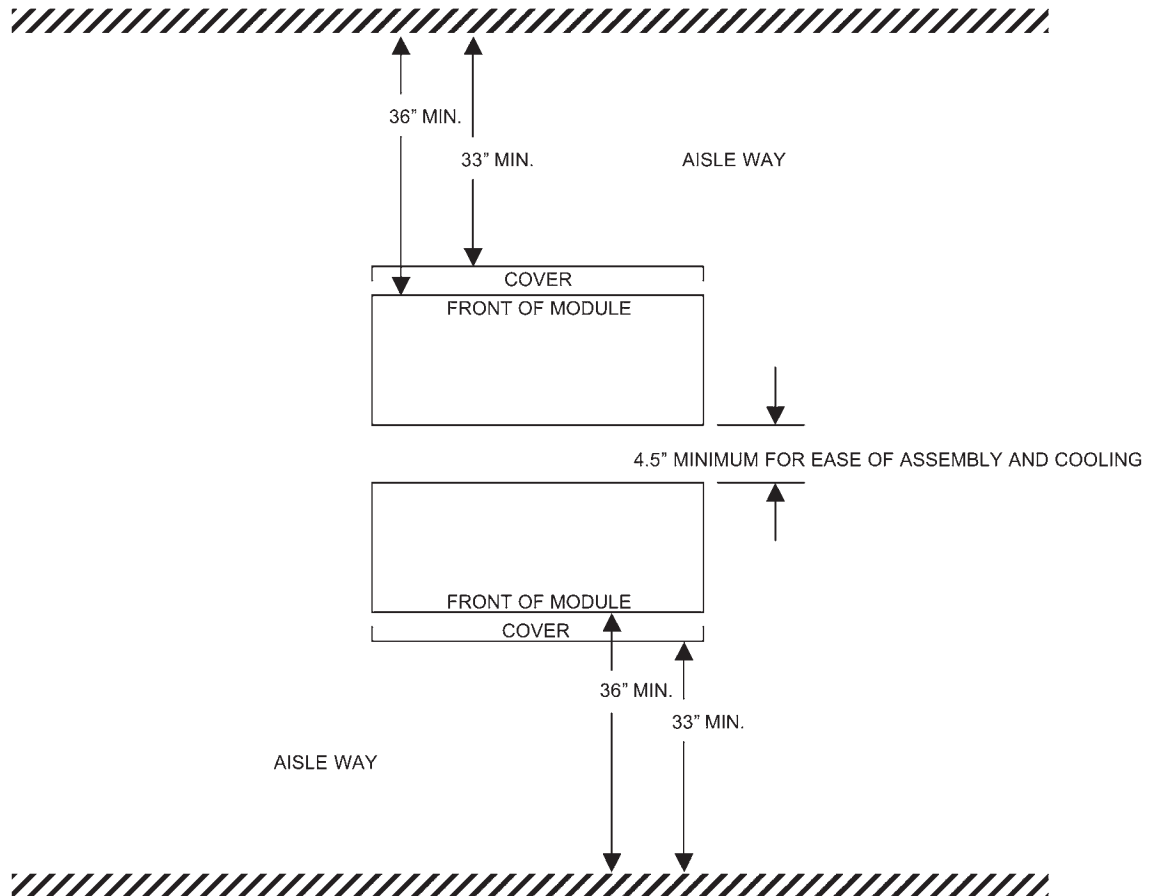 36” MIN.
33” MIN.
AISLE WAY
COVER
FRONT OF MODULE
4.5” MINIMUM FOR EASE OF ASSEMBLY AND COOLING
FRONT OF MODULE
COVER
36” MIN.
33” MIN.
AISLE WAY